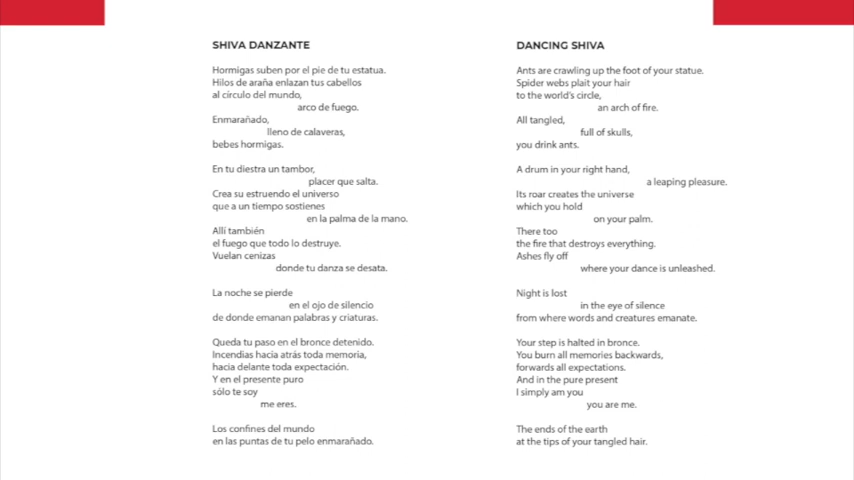 SHIVA DANZANTE
Hormigas suben por el pie de tu estatua.
Hilos de araña enlazan tus cabellos
al círculo del mundo,
arco de fuego.
Enmarañado,
lleno de calaveras,
bebes hormigas.
En tu diestra un tambor,
placer que salta.
Crea su estruendo el universo
que a un tiempo sostienes
en la palma de la mano.
Allí también
el fuego que todo lo destruye.
Vuelan cenizas
donde tu danza se desata.
La noche se pierde
en el ojo de silencio
de donde emanan palabras y criaturas.
Queda tu paso en el bronce detenido.
Incendias hacia atrás toda memoria,
hacia delante toda expectación.
Y en el presente puro
sólo te soy
me eres.
Los confines del mundo
en las puntas de tu pelo enmarañado.
DANCING SHIVA
Ants are crawling up the foot of your statue.
Spider webs plait your hair
to the world's circle,
an arch of fire.
All tangled,
full of skulls,
you drink ants.
A drum in your right hand,
a leaping pleasure.
Its roar creates the universe
which you hold
on your palm.
There too
the fire that destroys everything.
Ashes fly off
where your dance is unleashed.
Night is lost
in the eye of silence
from where words and creatures emanate.
Your step is halted in bronce.
You burn all memories backwards,
forwards all expectations.
And in the pure present
I simply am you
you are me.
The ends of the earth
at the tips of your tangled hair.